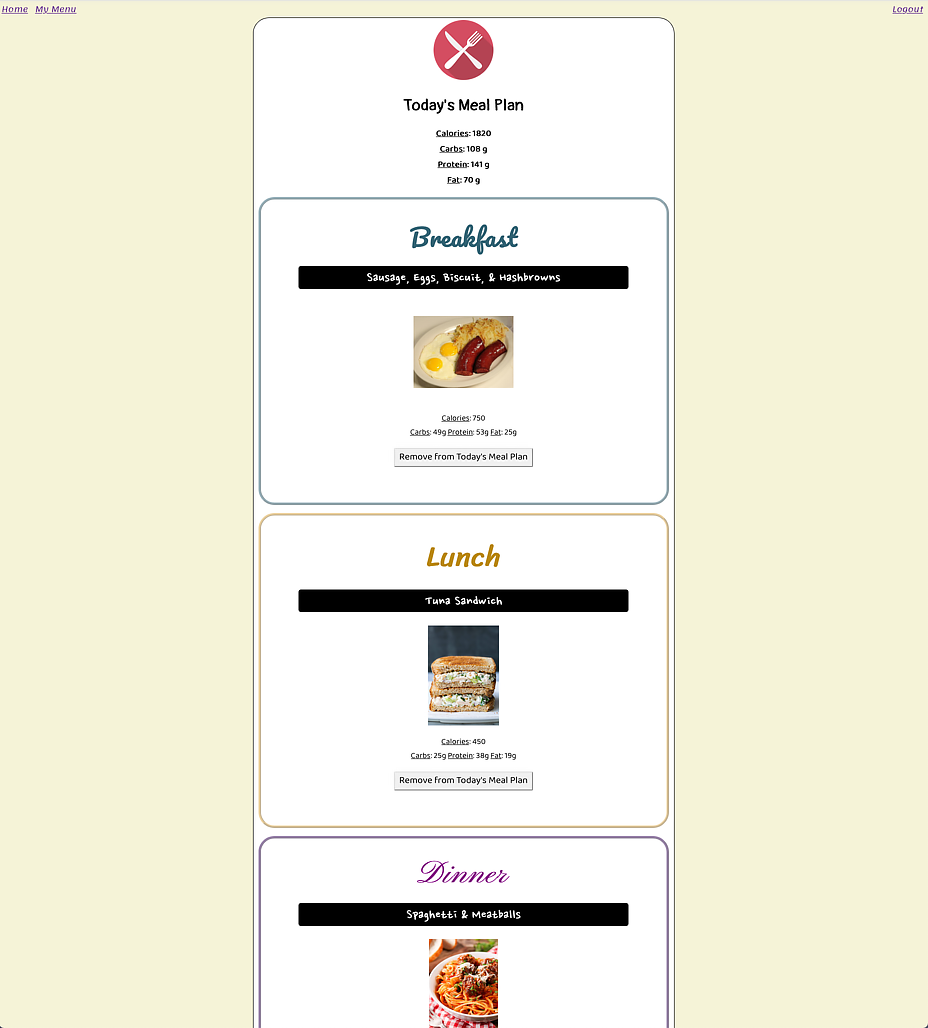 Home My Menu Logout
Today's Meal Plan
Calories: 1820
Carbs: 108 g
Protein: 141 g
Fat: 70 g
Breakfast
Sausage, Eggs, Biscuit, & Hashbrowns
Calories: 750
Carbs: 49g Protein: 53g Fat: 25g
Remove from Today's Meal Plan
Lunch
Tuna Sandwich
Calories: 450
Carbs: 25g Protein: 38g Fat: 19g
Remove from Today's Meal Plan
Dinner
Spaghetti & Meatballs